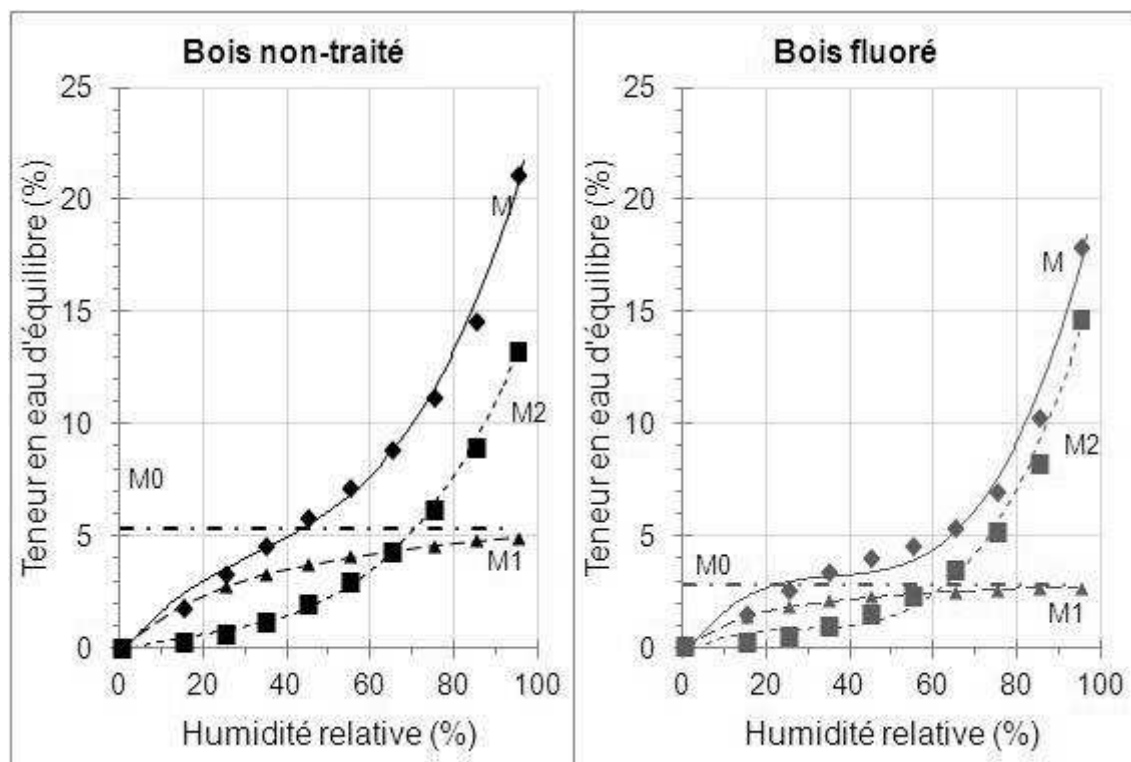 Bois non-traité
Teneur en eau d'équilibre (%)
25
20
15
10
5
0
M
M2
M0
M1
0 20 40 60 80 100
Humidité relative (%)
Bois fluoré
Teneur en eau d'équilibre (%)
25
20
15
10
5
0
M
M2
M0
M1
0 20 40 60 80 100
Humidité relative (%)